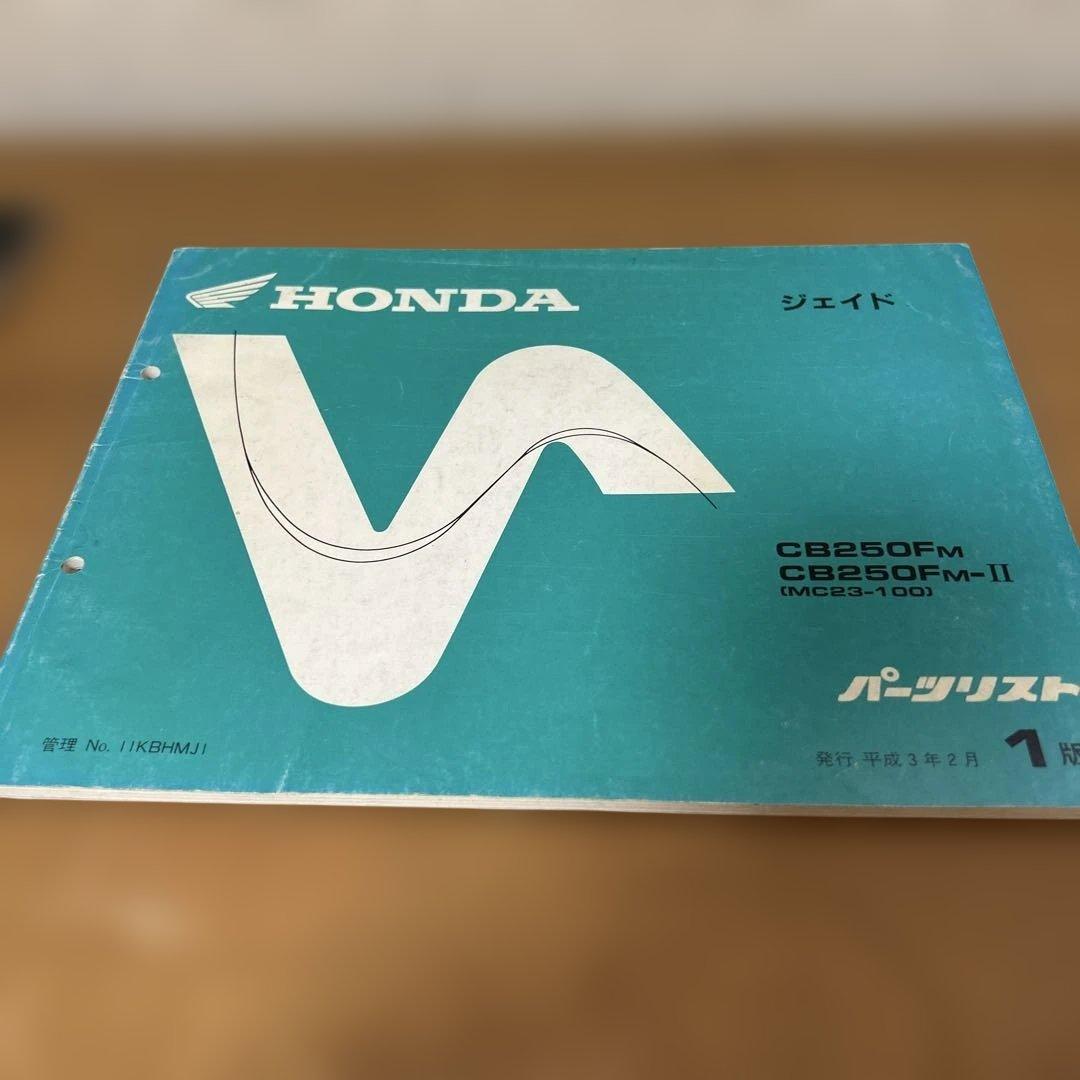 HONDA
ジェイド
CB250FM
CB250FM-II
(MC23-100)
パーツリスト
管理 No. 11KBHMJ1
発行 平成3年2月 1版